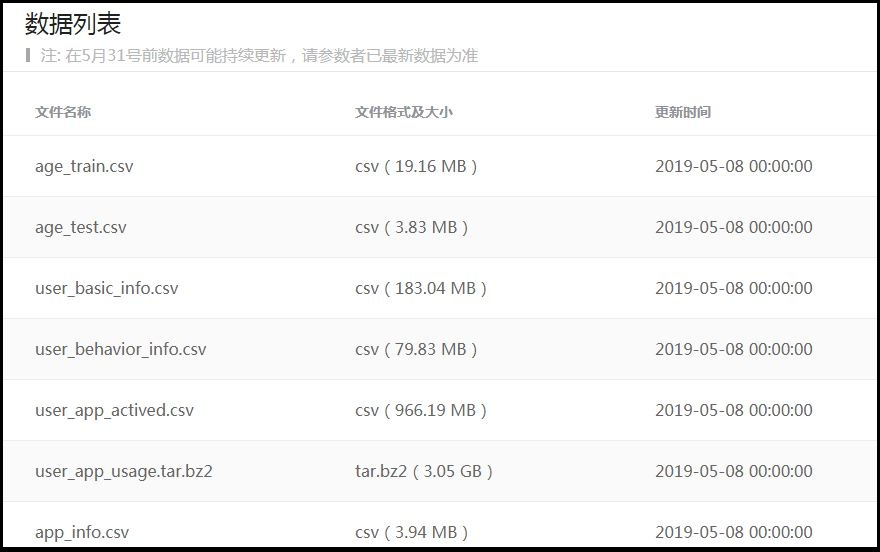 数据列表
注: 在5月31号前数据可能持续更新，请参数者已最新数据为准
文件名称 文件格式及大小 更新时间
age_train.csv csv ( 19.16 MB ) 2019-05-08 00:00:00
age_test.csv csv ( 3.83 MB ) 2019-05-08 00:00:00
user_basic_info.csv csv ( 183.04 MB ) 2019-05-08 00:00:00
user_behavior_info.csv csv ( 79.83 MB ) 2019-05-08 00:00:00
user_app_actived.csv csv ( 966.19 MB ) 2019-05-08 00:00:00
user_app_usage.tar.bz2 tar.bz2 ( 3.05 GB ) 2019-05-08 00:00:00
app_info.csv csv ( 3.94 MB ) 2019-05-08 00:00:00